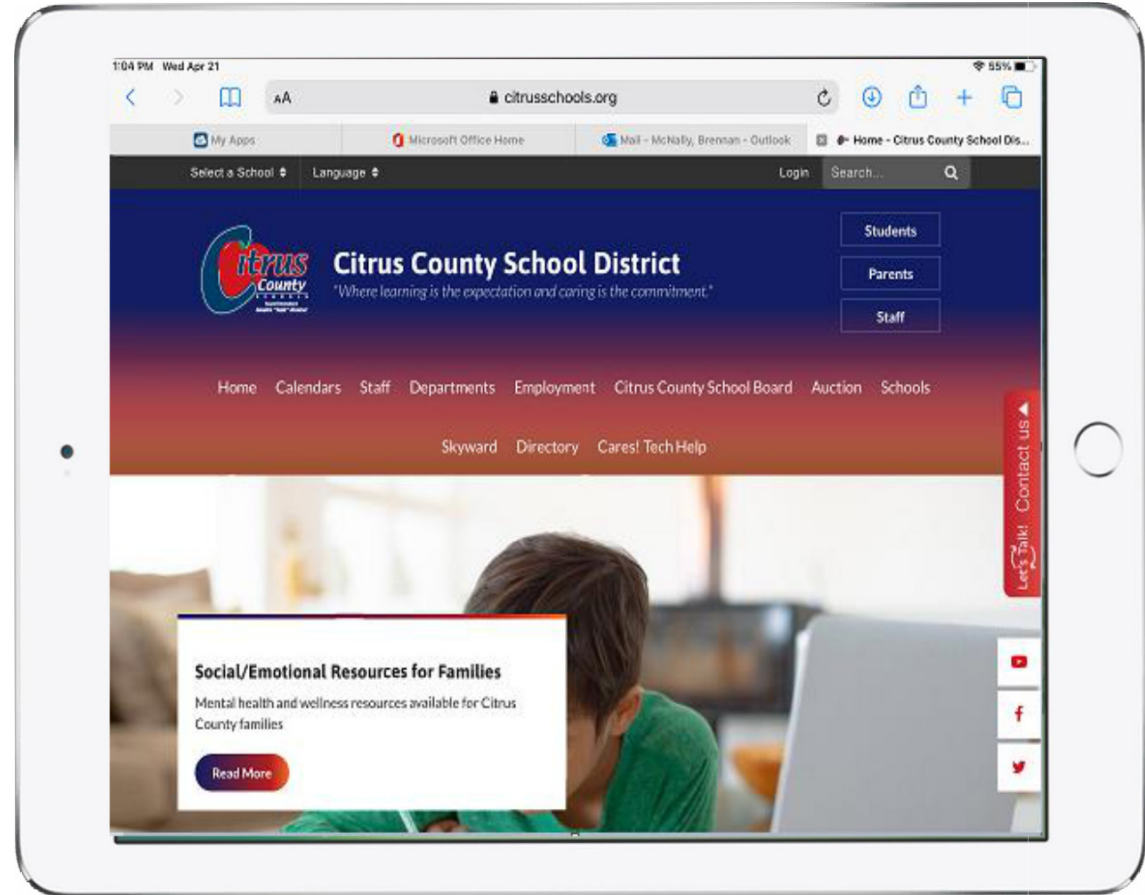 1:04 PM Wed Apr 21 55%
AA citrusschools.org
My Apps Microsoft Office Home Mail - McNally, Brennan - Outlook Home - Citrus County School Dis...
Select a School Language Login Search...
Students
Citrus County School District
"Where learning is the expectation and caring is the commitment."
Citrus
County
SCHOOLS
Parents
Staff
Home Calendars Staff Departments Employment Citrus County School Board Auction Schools
Skyward Directory Cares! Tech Help
Let's Talk! Contact us
Social/Emotional Resources for Families
Mental health and wellness resources available for Citrus
County families
Read More